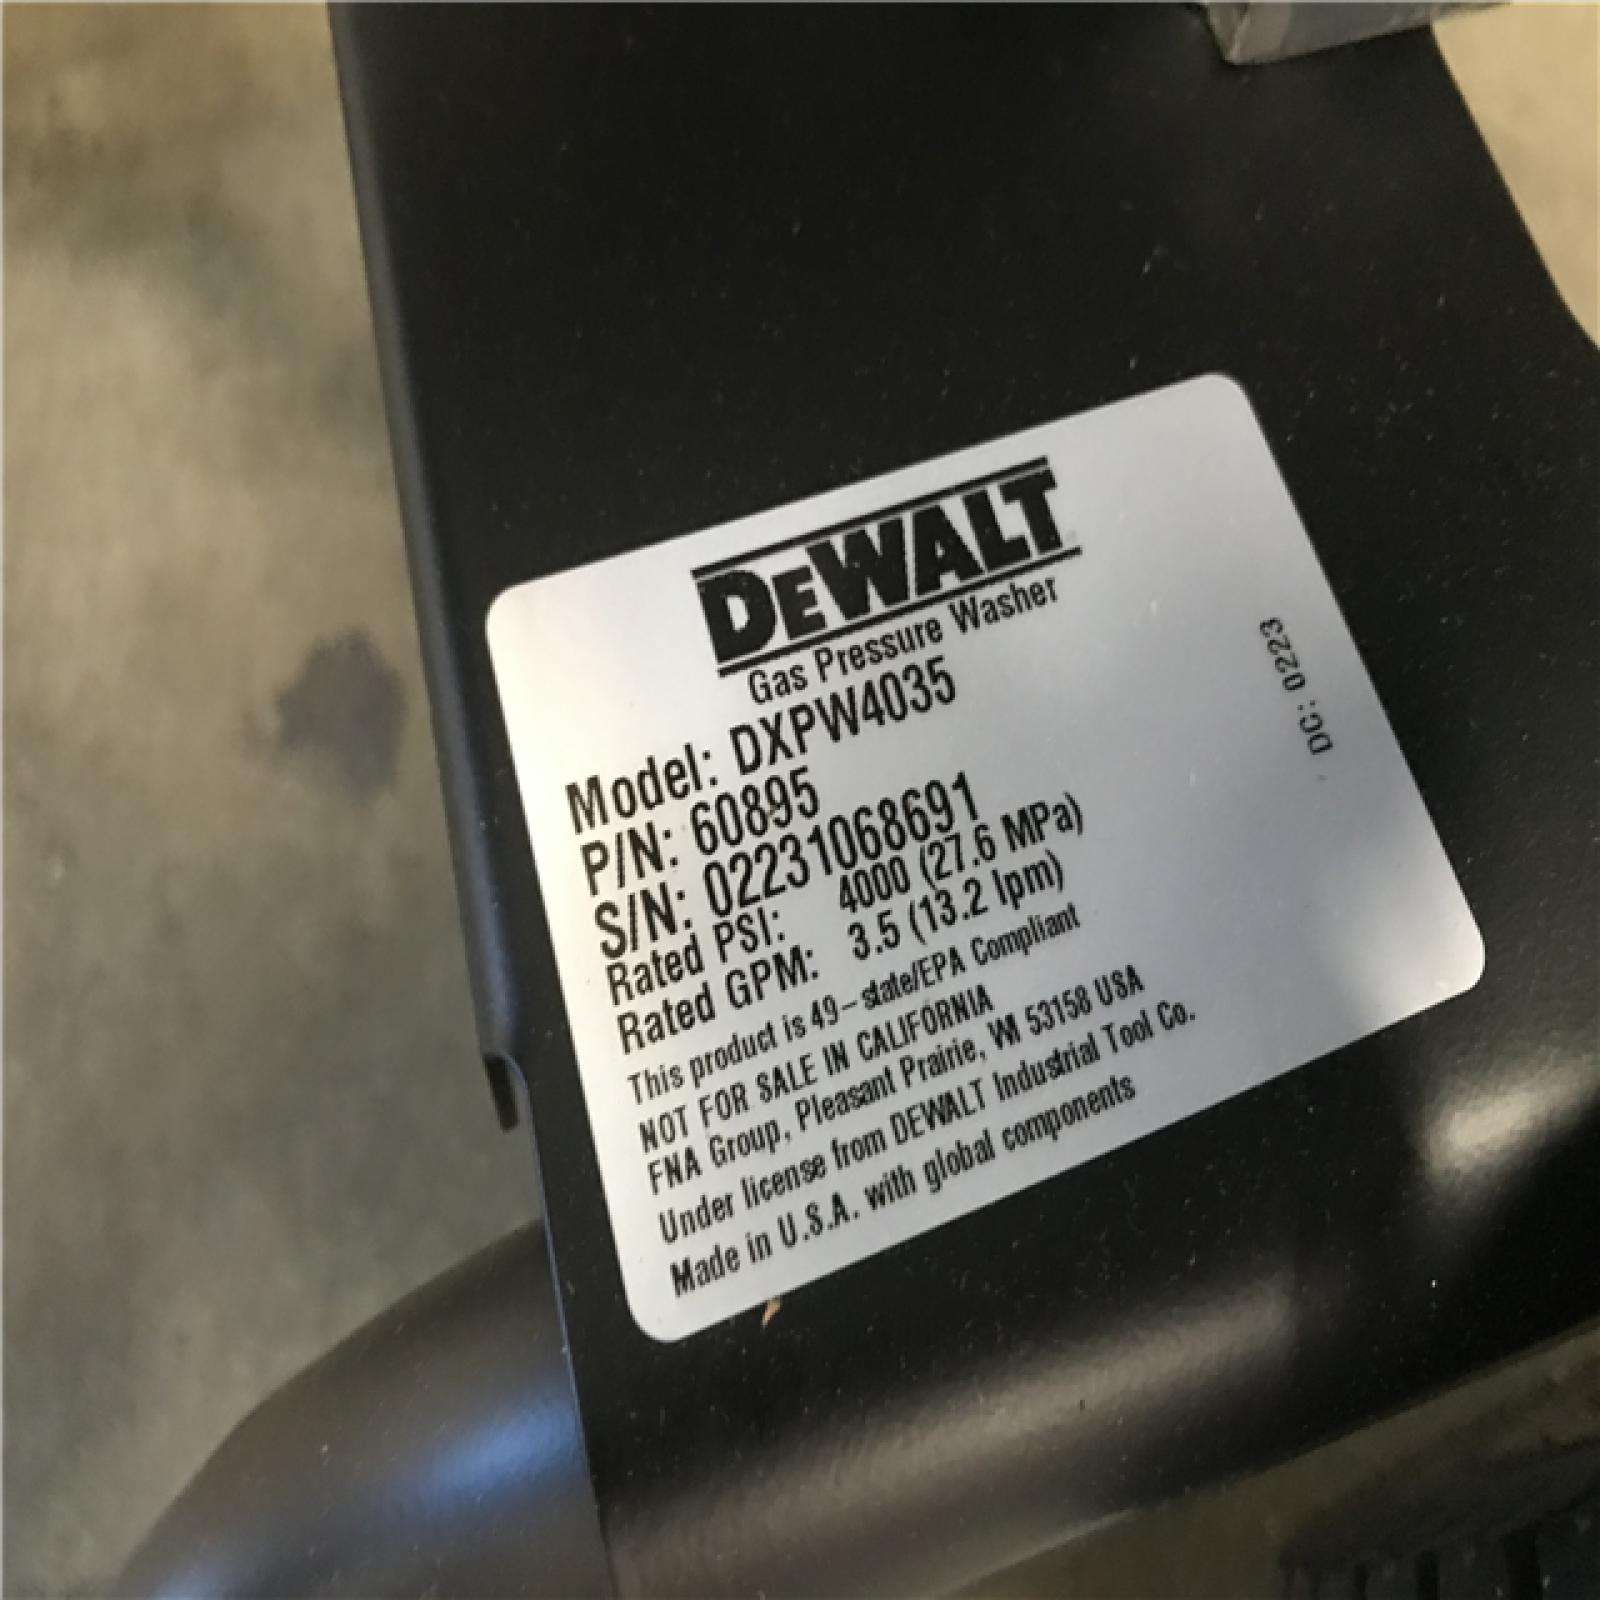 DEWALT
Gas Pressure Washer
Model: DXPW4035
P/N: 60895
S/N: 02231068691
Rated PSI: 4000 (27.6 MPa)
Rated GPM: 3.5 (13.2 lpm)
This product is 49-state/EPA Compliant
NOT FOR SALE IN CALIFORNIA
FNA Group, Pleasant Prairie, WI 53158 USA
Under license from DEWALT Industrial Tool Co.
Made in U.S.A. with global components
DC: 0223